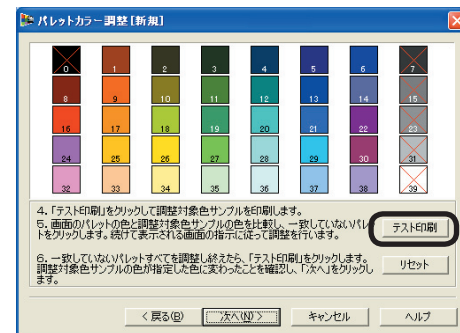 パレットカラー調整[新規]
0 1 2 3 4 5 6 7
8 9 10 11 12 13 14 15
16 17 18 19 20 21 22 23
24 25 26 27 28 29 30 31
32 33 34 35 36 37 38 39
4. 「テスト印刷」をクリックして調整対象色サンプルを印刷します。
5. 画面のパレットの色と調整対象色サンプルの色を比較し、一致していないパレッ
トをクリックします。続けて表示される画面の指示に従って調整を行います。
テスト印刷
6. 一致していないパレットすべてを調整し終えたら、「テスト印刷」をクリックします。
調整対象色サンプルの色が指定した色に変わったことを確認し、「次へ」をクリックし
ます。
リセット
< 戻る(B) 次へ(N) > キャンセル ヘルプ